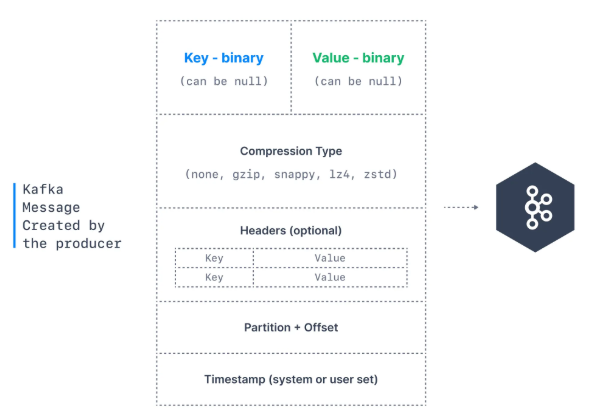 Key - binary
(can be null)
Value - binary
(can be null)
Compression Type
(none, gzip, snappy, lz4, zstd)
Kafka
Message
Created by
the producer
Headers (optional)
Key Value
Key Value
Partition + Offset
Timestamp (system or user set)